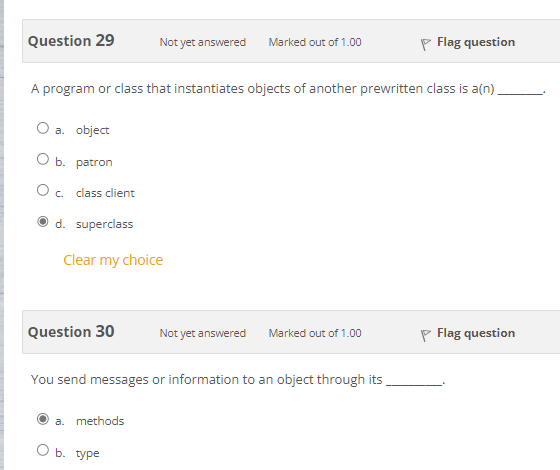 Question 29 Not yet answered Marked out of 1.00 Flag question
A program or class that instantiates objects of another prewritten class is a(n) ________.
a. object
b. patron
c. class client
d. superclass
Clear my choice
Question 30 Not yet answered Marked out of 1.00 Flag question
You send messages or information to an object through its __________.
a. methods
b. type